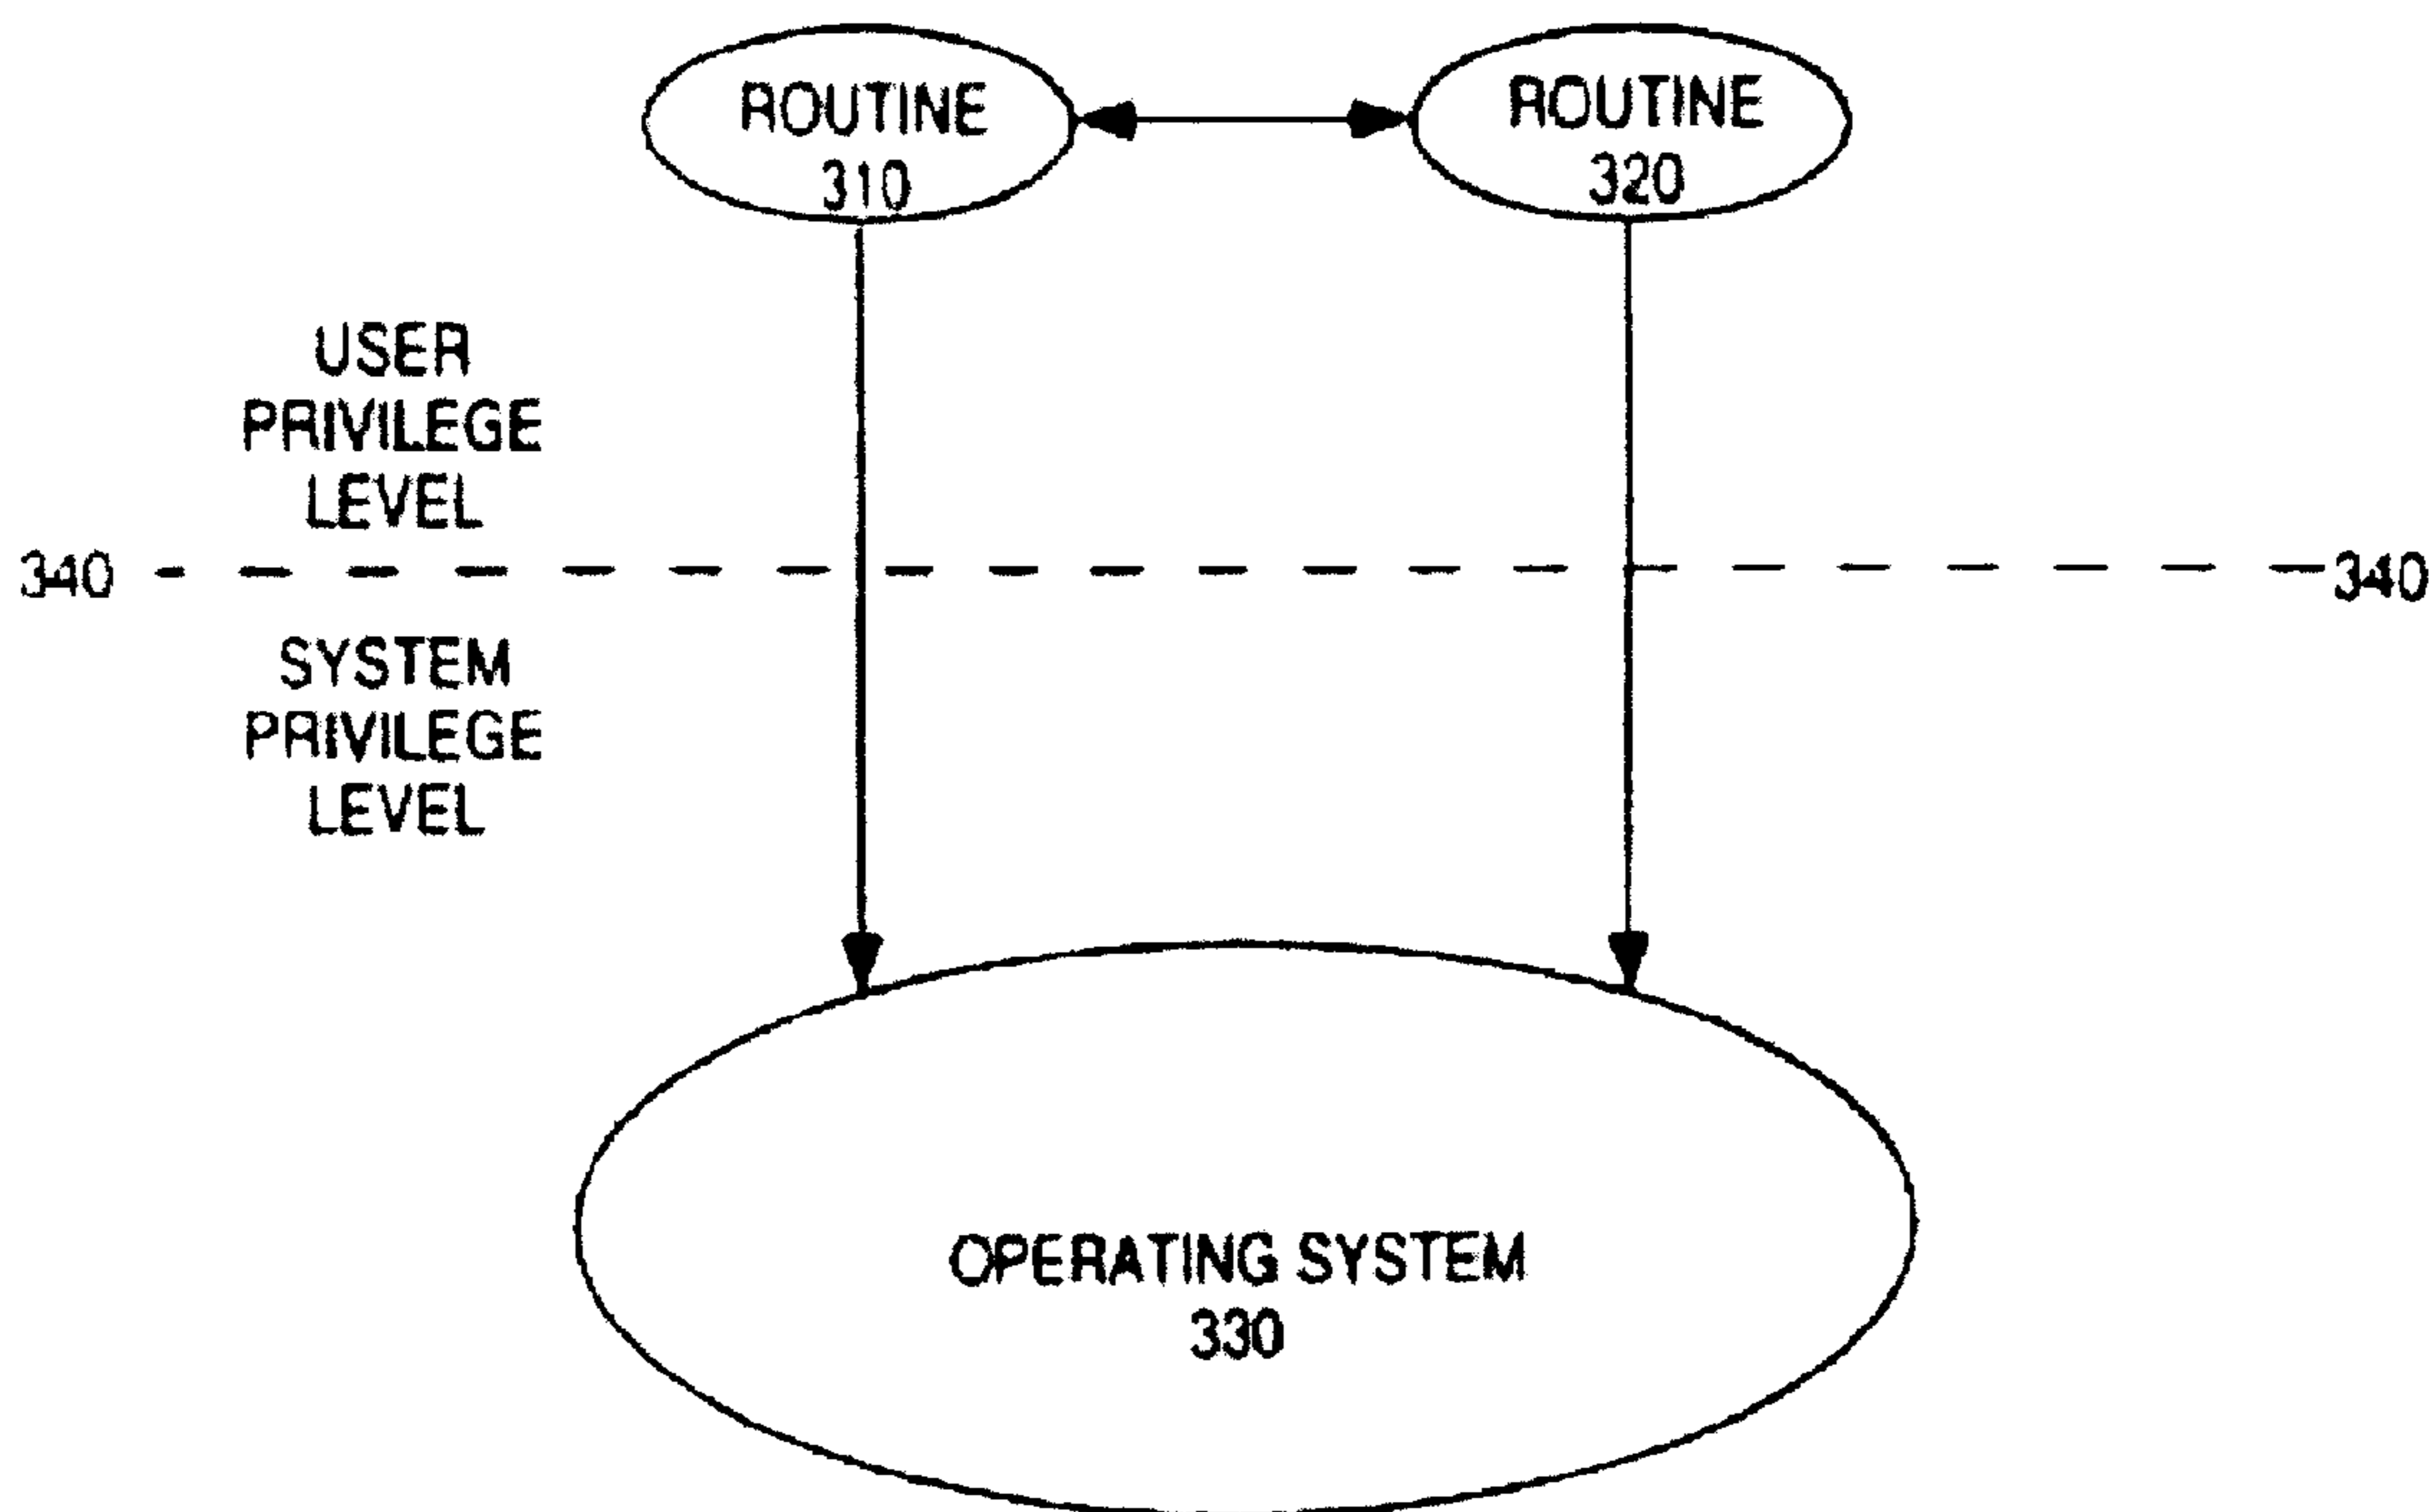 ROUTINE
310
ROUTINE
320
USER
PRIVILEGE
LEVEL
340
340
SYSTEM
PRIVILEGE
LEVEL
OPERATING SYSTEM
330